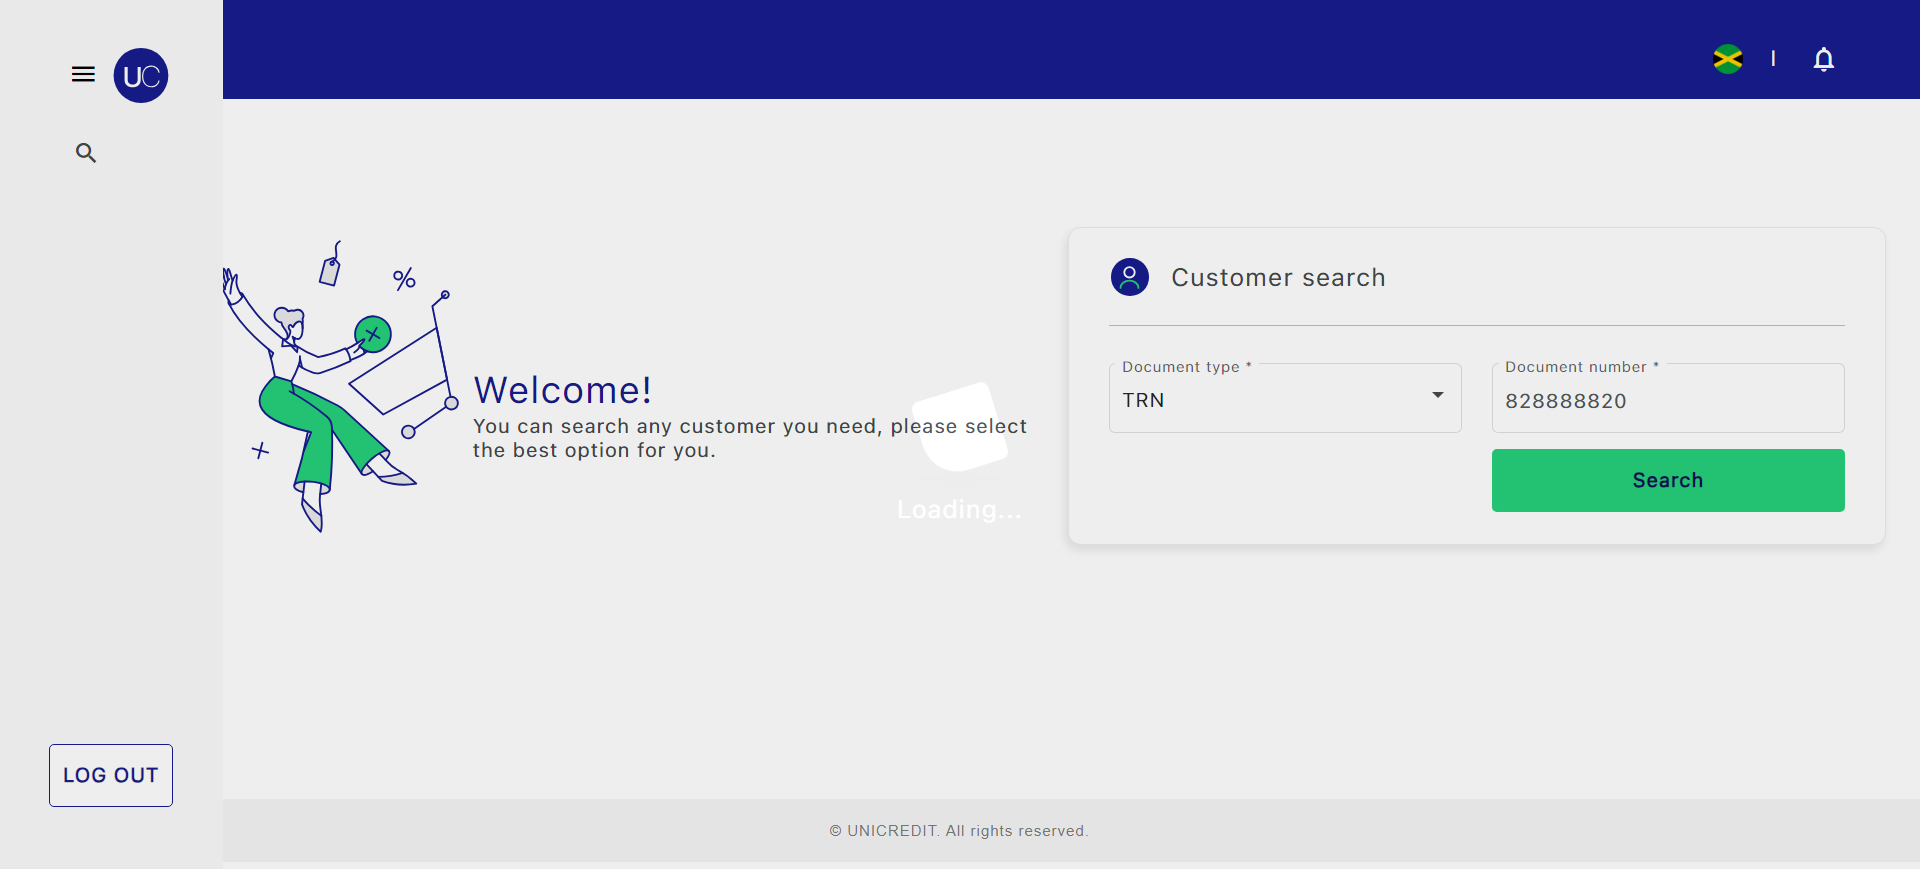 UC
Welcome!
You can search any customer you need, please select
the best option for you.
Loading...
Customer search
Document type *
TRN
Document number *
828888820
Search
LOG OUT
© UNICREDIT. All rights reserved.